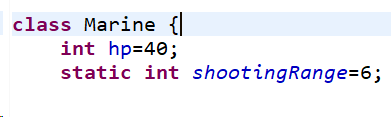 class Marine {
    int hp=40;
    static int shootingRange=6;